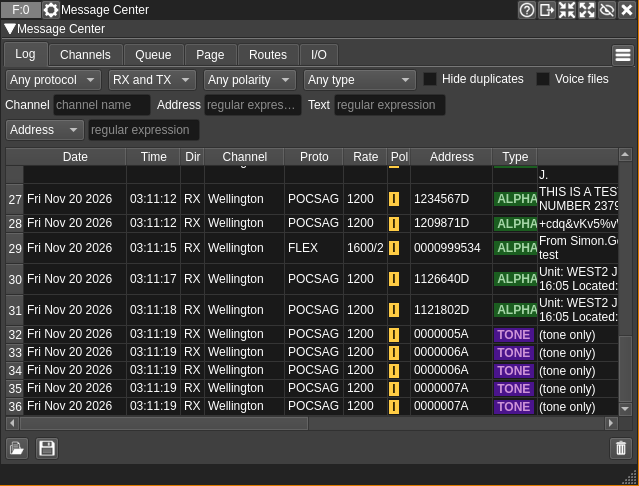 F:0 Message Center
Message Center
Log Channels Queue Page Routes I/O
Any protocol RX and TX Any polarity Any type Hide duplicates Voice files
Channel channel name Address regular expres… Text regular expression
Address regular expression
Date Time Dir Channel Proto Rate Pol Address Type
J.
27 Fri Nov 20 2026 03:11:12 RX Wellington POCSAG 1200 I 1234567D ALPHA THIS IS A TES
NUMBER 2379
28 Fri Nov 20 2026 03:11:12 RX Wellington POCSAG 1200 I 1209871D ALPHA +cdq&vKv5%v
29 Fri Nov 20 2026 03:11:15 RX Wellington FLEX 1600/2 I 0000999534 ALPHA From Simon.Ge
test
30 Fri Nov 20 2026 03:11:17 RX Wellington POCSAG 1200 I 1126640D ALPHA Unit: WEST2 J
16:05 Located:
31 Fri Nov 20 2026 03:11:18 RX Wellington POCSAG 1200 I 1121802D ALPHA Unit: WEST2 J
16:05 Located:
32 Fri Nov 20 2026 03:11:19 RX Wellington POCSAG 1200 I 0000005A TONE (tone only)
33 Fri Nov 20 2026 03:11:19 RX Wellington POCSAG 1200 I 0000006A TONE (tone only)
34 Fri Nov 20 2026 03:11:19 RX Wellington POCSAG 1200 I 0000006A TONE (tone only)
35 Fri Nov 20 2026 03:11:19 RX Wellington POCSAG 1200 I 0000007A TONE (tone only)
36 Fri Nov 20 2026 03:11:19 RX Wellington POCSAG 1200 I 0000007A TONE (tone only)